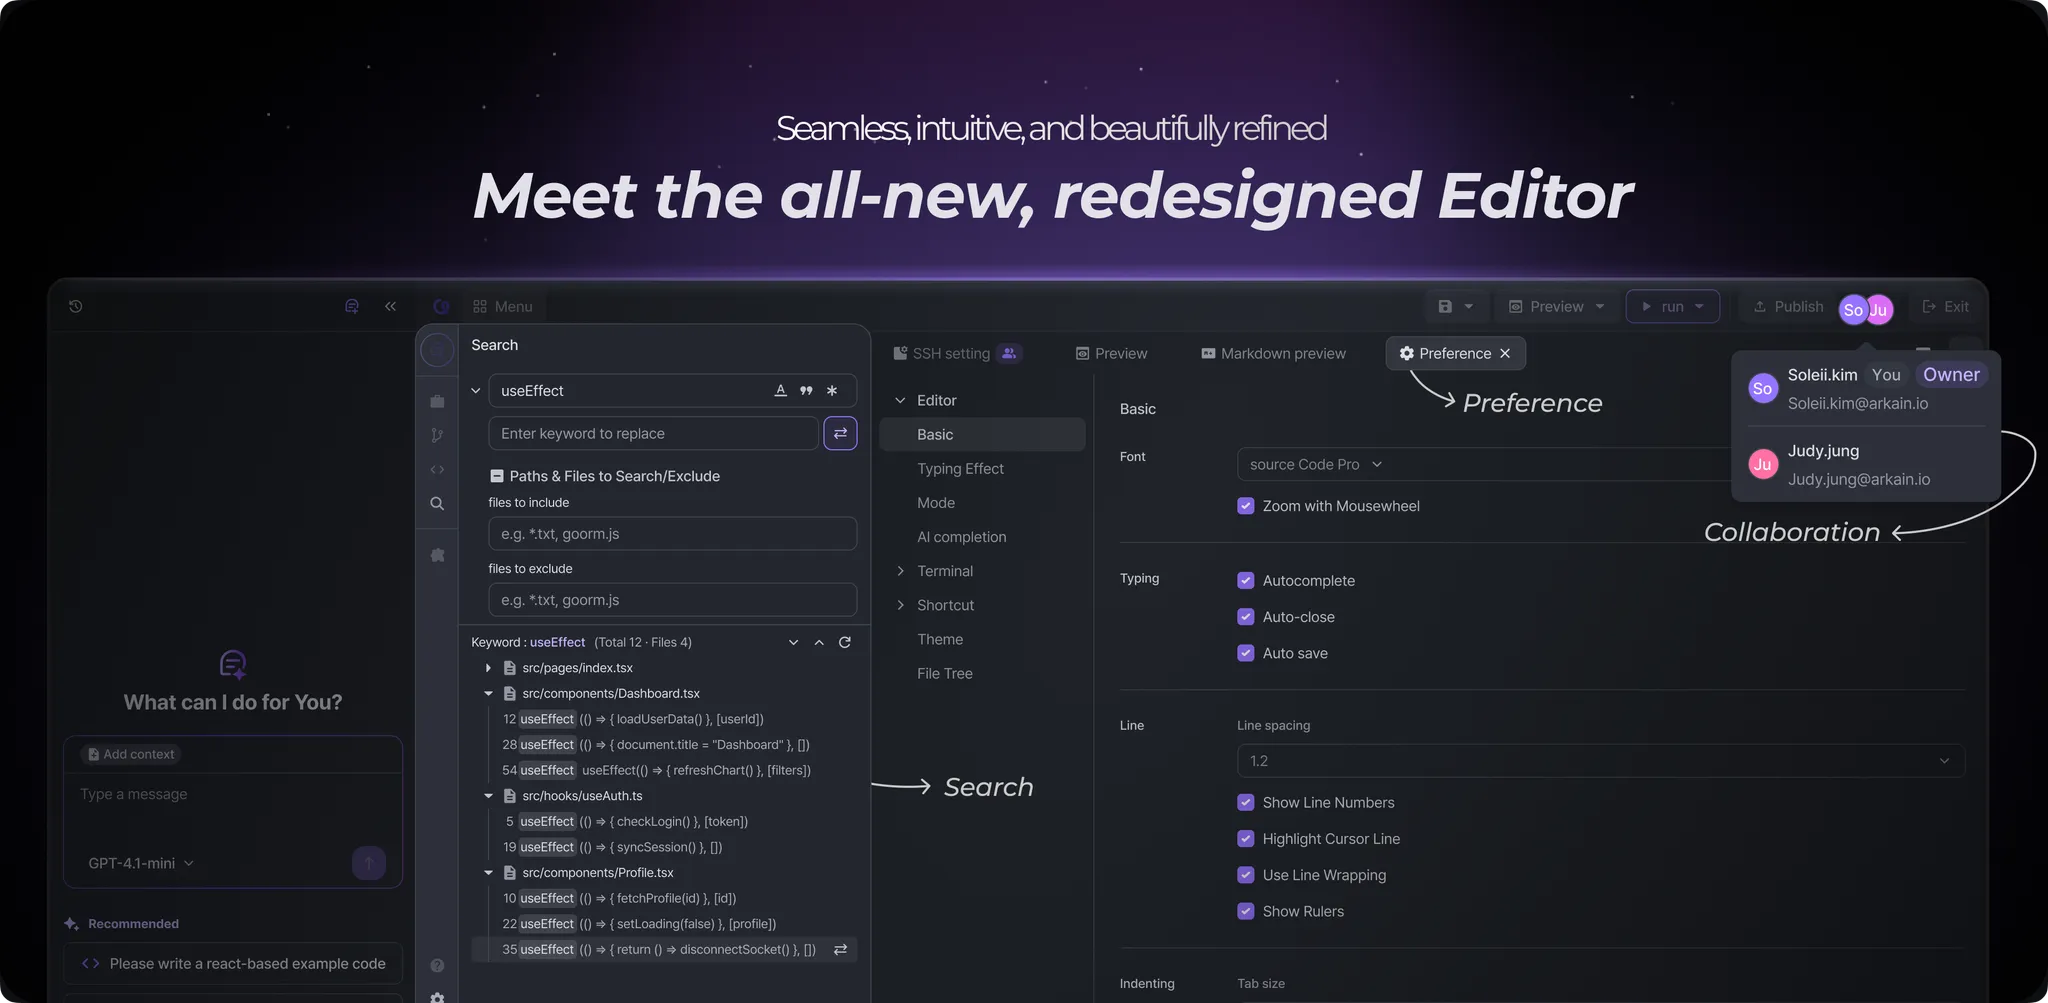 Seamless, intuitive, and beautifully refined
Meet the all-new, redesigned Editor
Menu
Preview
run
Publish
So
Ju
Exit
Search
useEffect
Enter keyword to replace
Paths & Files to Search/Exclude
files to include
e.g. *.txt, goorm.js
files to exclude
e.g. *.txt, goorm.js
Keyword : useEffect (Total 12 · Files 4)
src/pages/index.tsx
src/components/Dashboard.tsx
12 useEffect (() => { loadUserData() }, [userId])
28 useEffect (() => { document.title = "Dashboard" }, [])
54 useEffect useEffect(() => { refreshChart() }, [filters])
src/hooks/useAuth.ts
5 useEffect (() => { checkLogin() }, [token])
19 useEffect (() => { syncSession() }, [])
src/components/Profile.tsx
10 useEffect (() => { fetchProfile(id) }, [id])
22 useEffect (() => { setLoading(false) }, [profile])
35 useEffect (() => { return () => disconnectSocket() }, [])
What can I do for You?
Add context
Type a message
GPT-4.1-mini
Recommended
Please write a react-based example code
SSH setting
Preview
Markdown preview
Preference
Preference
Search
Editor
Basic
Typing Effect
Mode
AI completion
Terminal
Shortcut
Theme
File Tree
Basic
Font
source Code Pro
Zoom with Mousewheel
Typing
Autocomplete
Auto-close
Auto save
Line
Line spacing
1.2
Show Line Numbers
Highlight Cursor Line
Use Line Wrapping
Show Rulers
Indenting
Tab size
So
Soleii.kim You Owner
Soleii.kim@arkain.io
Ju
Judy.jung
Judy.jung@arkain.io
Collaboration